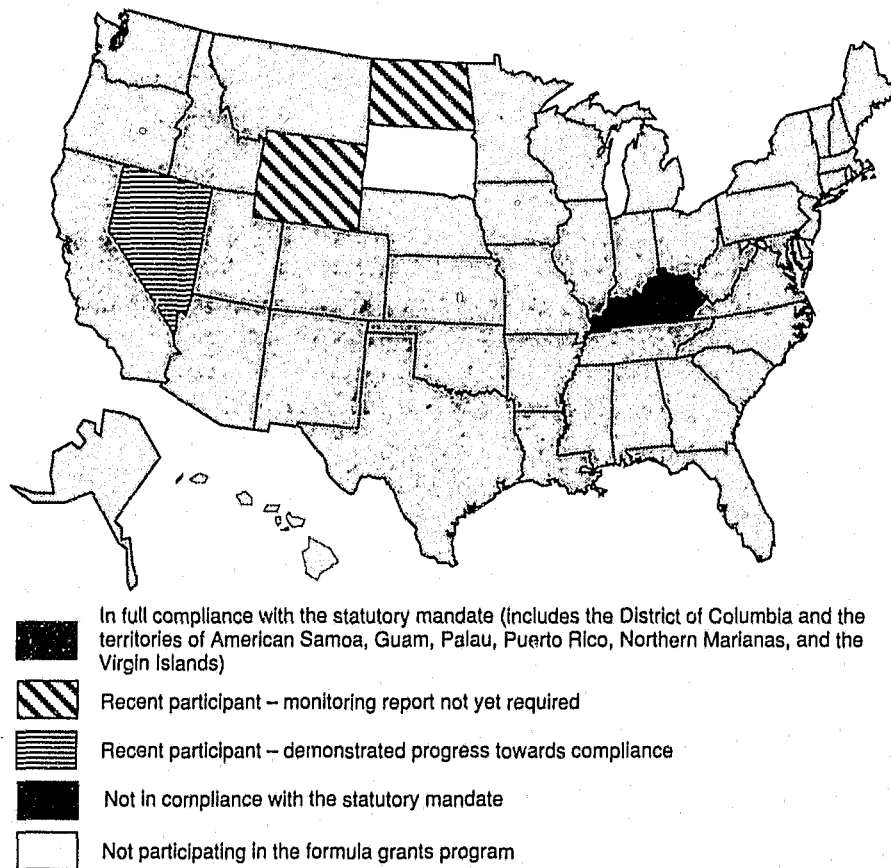 In full compliance with the statutory mandate (includes the District of Columbia and the
territories of American Samoa, Guam, Palau, Puerto Rico, Northern Marianas, and the
Virgin Islands)
Recent participant – monitoring report not yet required
Recent participant – demonstrated progress towards compliance
Not in compliance with the statutory mandate
Not participating in the formula grants program